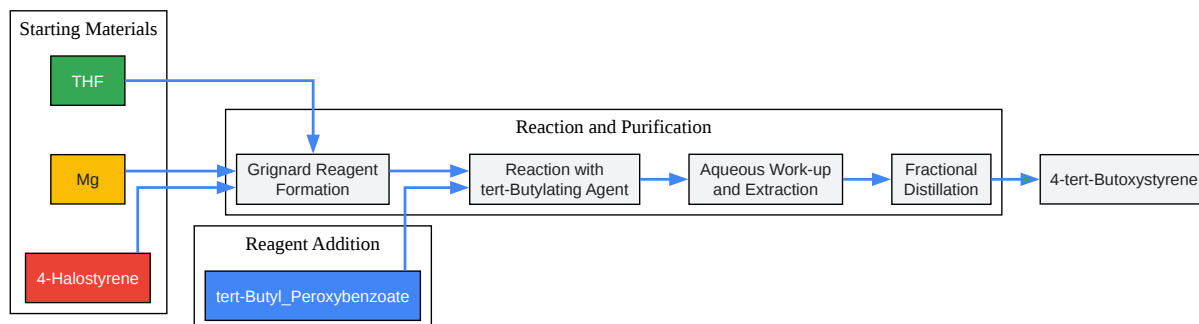 Starting Materials
THF
Mg
4-Halostyrene
Reaction and Purification
Grignard Reagent
Formation
Reaction with
tert-Butylating Agent
Aqueous Work-up
and Extraction
Fractional
Distillation
4-tert-Butoxystyrene
Reagent Addition
tert-Butyl_Peroxybenzoate